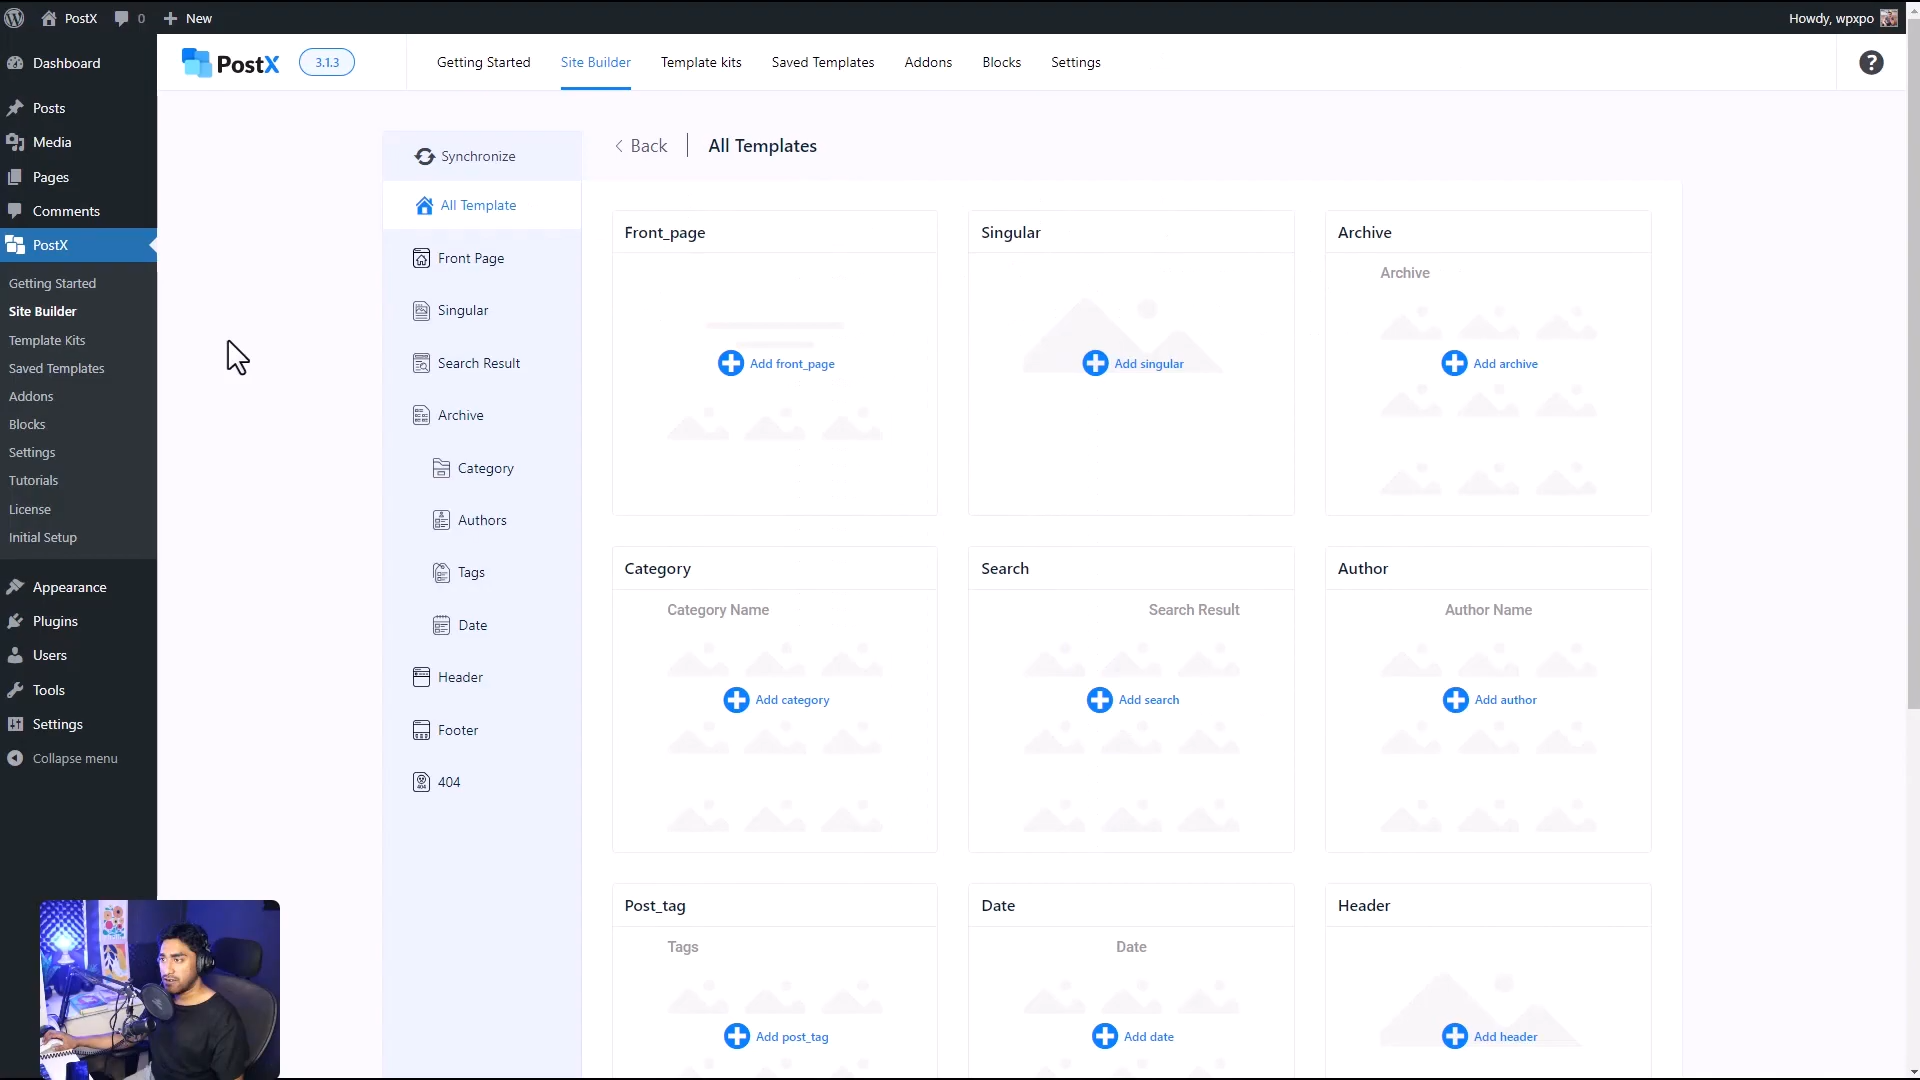 PostX
0
New
Howdy, wpxpo
Dashboard
Posts
Media
Pages
Comments
PostX
Getting Started
Site Builder
Template Kits
Saved Templates
Addons
Blocks
Settings
Tutorials
License
Initial Setup
Appearance
Plugins
Users
Tools
Settings
Collapse menu
PostX 3.1.3
Getting Started
Site Builder
Template kits
Saved Templates
Addons
Blocks
Settings
?
Synchronize
All Template
Front Page
Singular
Search Result
Archive
Category
Authors
Tags
Date
Header
Footer
404
Back
All Templates
Front_page
Add front_page
Singular
Add singular
Archive
Archive
Add archive
Category
Category Name
Add category
Search
Search Result
Add search
Author
Author Name
Add author
Post_tag
Tags
Add post_tag
Date
Date
Add date
Header
Add header